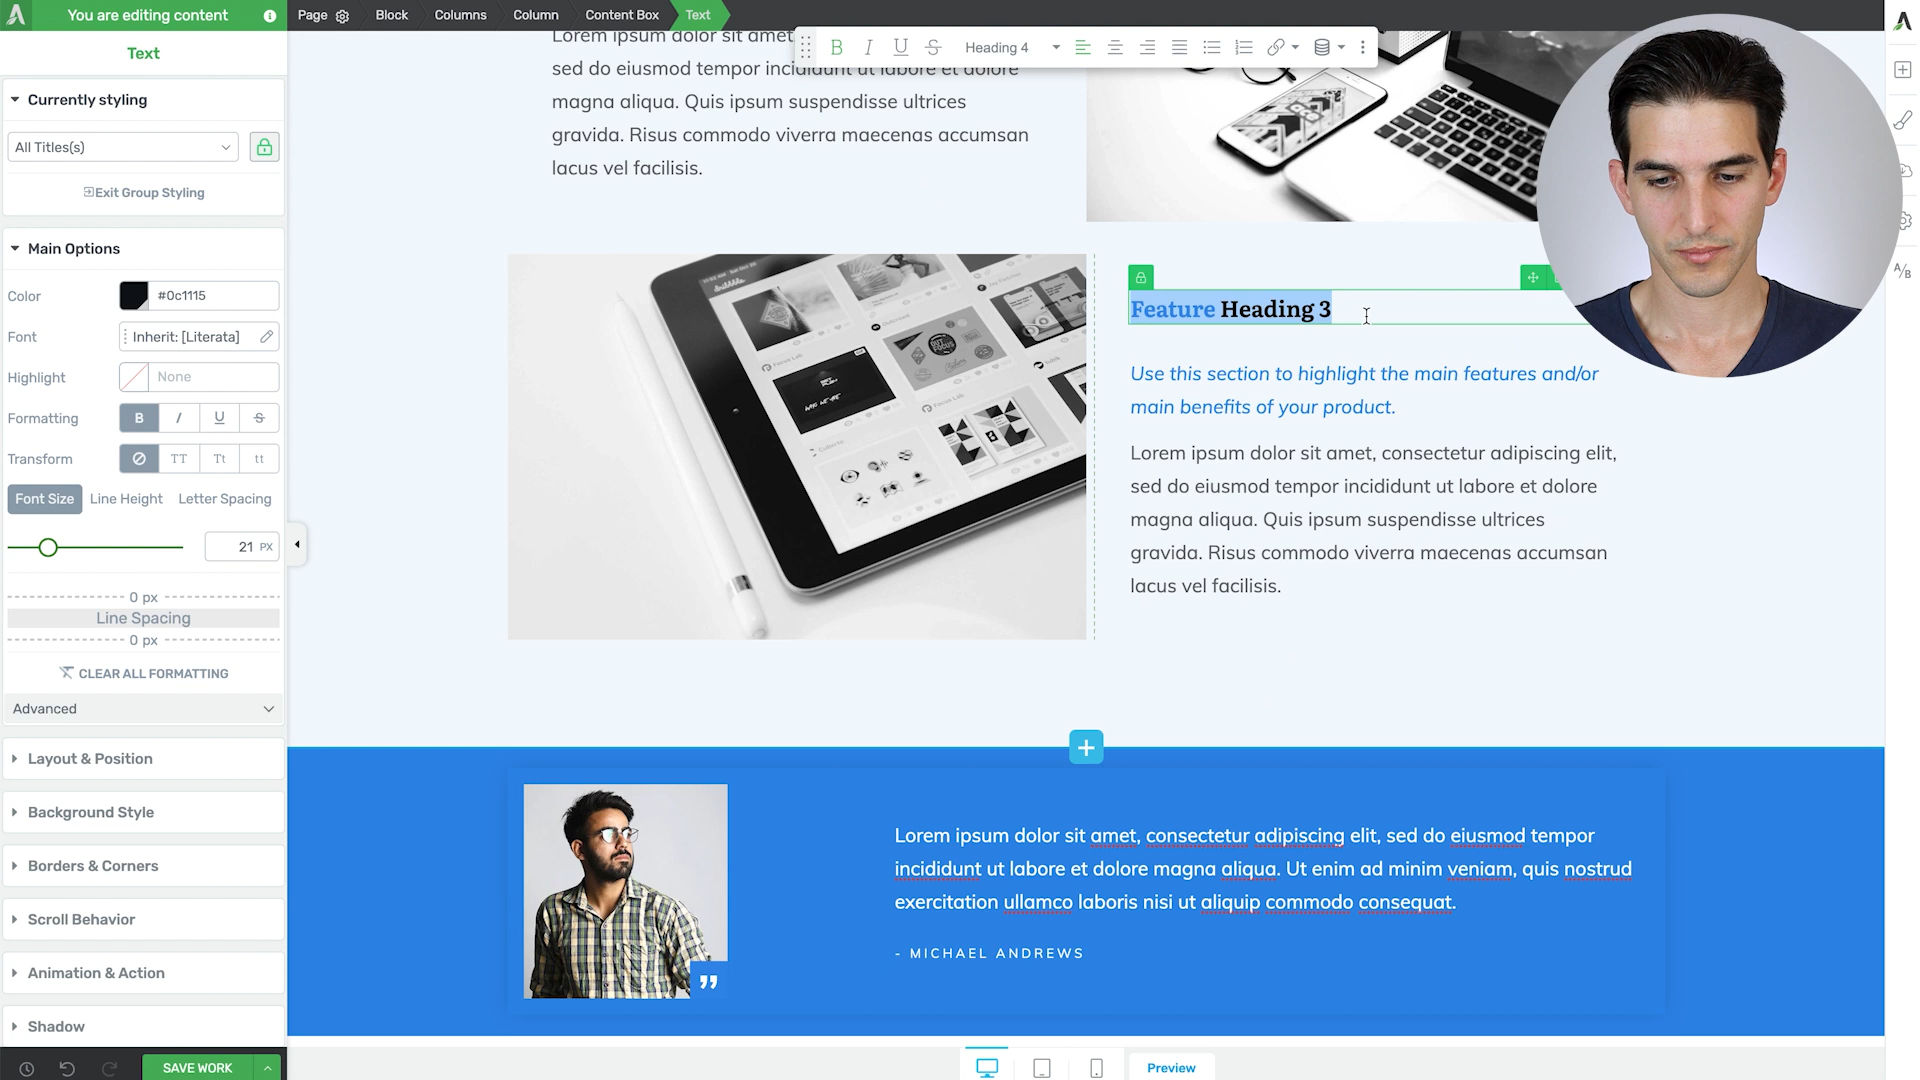 You are editing content
Page
Block
Columns
Column
Content Box
Text
Text
Currently styling
All Titles(s)
Exit Group Styling
Main Options
Color
#0c1115
Font
Inherit: [Literata]
Highlight
None
Formatting
B I U S
Transform
TT Tt tt
Font Size
Line Height
Letter Spacing
21 PX
0 px
Line Spacing
0 px
CLEAR ALL FORMATTING
Advanced
Layout & Position
Background Style
Borders & Corners
Scroll Behavior
Animation & Action
Shadow
SAVE WORK
B I U S Heading 4
Lorem ipsum dolor sit amet
sed do eiusmod tempor incididunt ut labore et dolore
magna aliqua. Quis ipsum suspendisse ultrices
gravida. Risus commodo viverra maecenas accumsan
lacus vel facilisis.
Feature Heading 3
Use this section to highlight the main features and/or
main benefits of your product.
Lorem ipsum dolor sit amet, consectetur adipiscing elit,
sed do eiusmod tempor incididunt ut labore et dolore
magna aliqua. Quis ipsum suspendisse ultrices
gravida. Risus commodo viverra maecenas accumsan
lacus vel facilisis.
Lorem ipsum dolor sit amet, consectetur adipiscing elit, sed do eiusmod tempor
incididunt ut labore et dolore magna aliqua. Ut enim ad minim veniam, quis nostrud
exercitation ullamco laboris nisi ut aliquip commodo consequat.
- MICHAEL ANDREWS
Preview
A/B